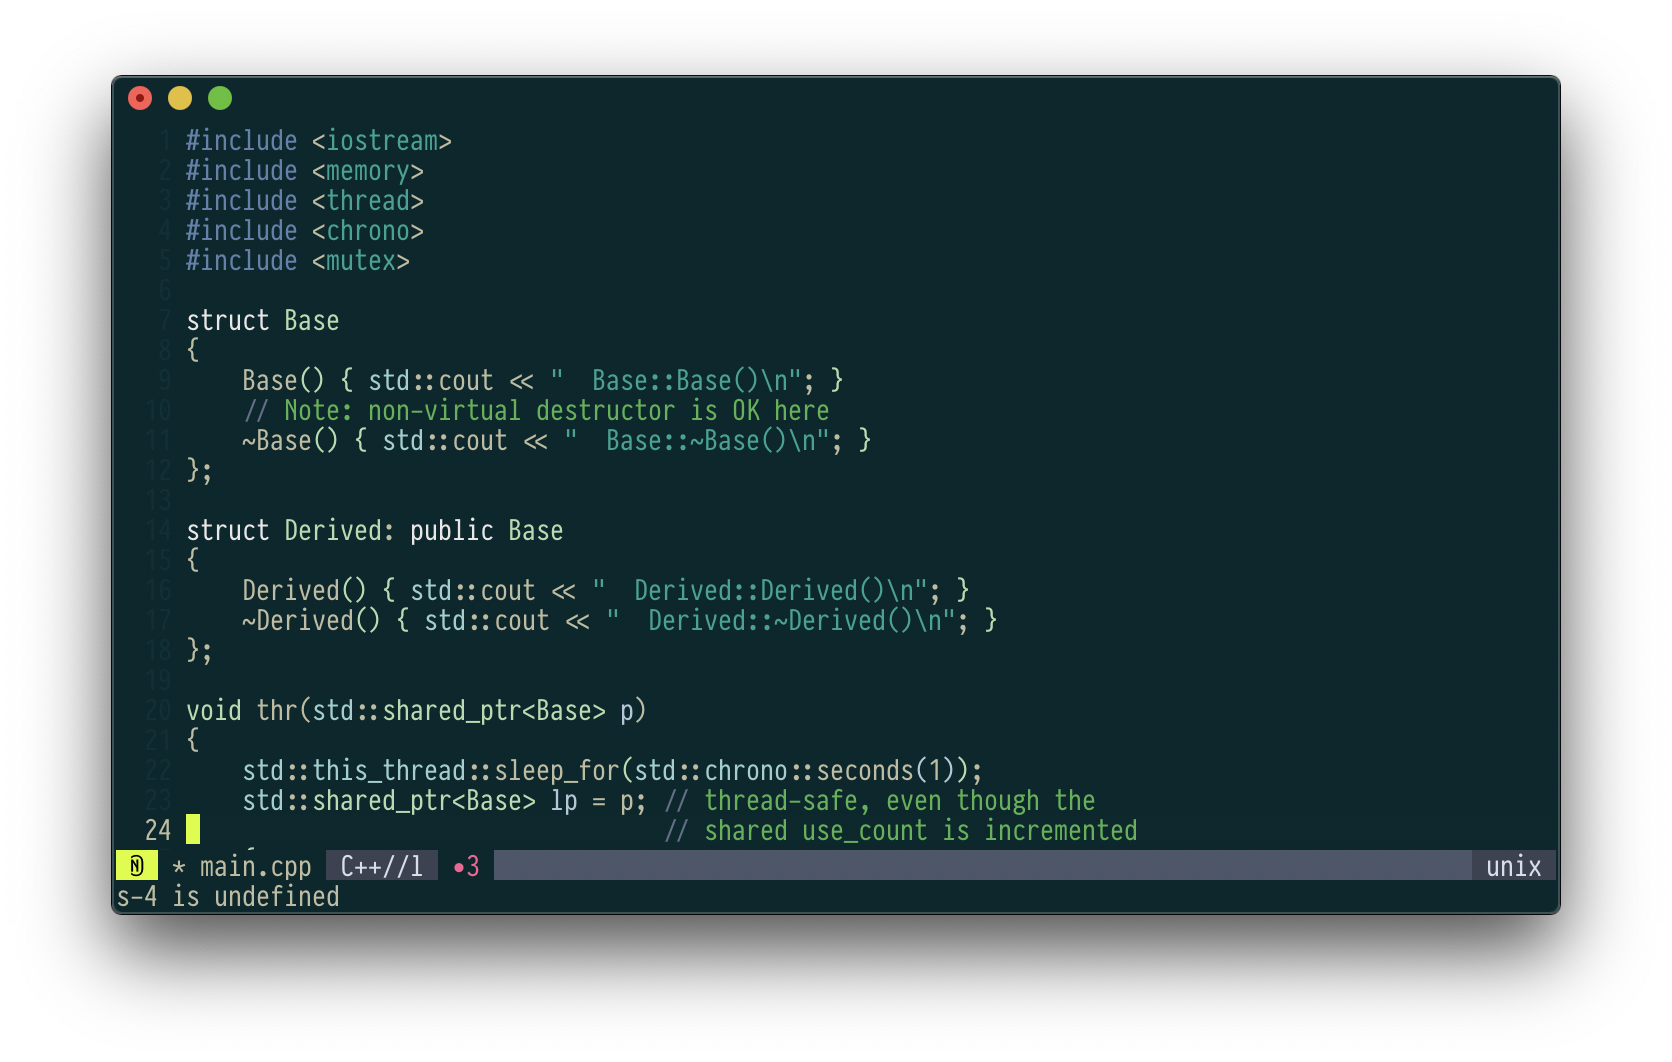 1 #include <iostream>
2 #include <memory>
3 #include <thread>
4 #include <chrono>
5 #include <mutex>
6
7 struct Base
8 {
9     Base() { std::cout << "  Base::Base()\n"; }
10     // Note: non-virtual destructor is OK here
11     ~Base() { std::cout << "  Base::~Base()\n"; }
12 };
13
14 struct Derived: public Base
15 {
16     Derived() { std::cout << "  Derived::Derived()\n"; }
17     ~Derived() { std::cout << "  Derived::~Derived()\n"; }
18 };
19
20 void thr(std::shared_ptr<Base> p)
21 {
22     std::this_thread::sleep_for(std::chrono::seconds(1));
23     std::shared_ptr<Base> lp = p; // thread-safe, even though the
24                                   // shared use_count is incremented
N * main.cpp C++//l •3 unix
s-4 is undefined